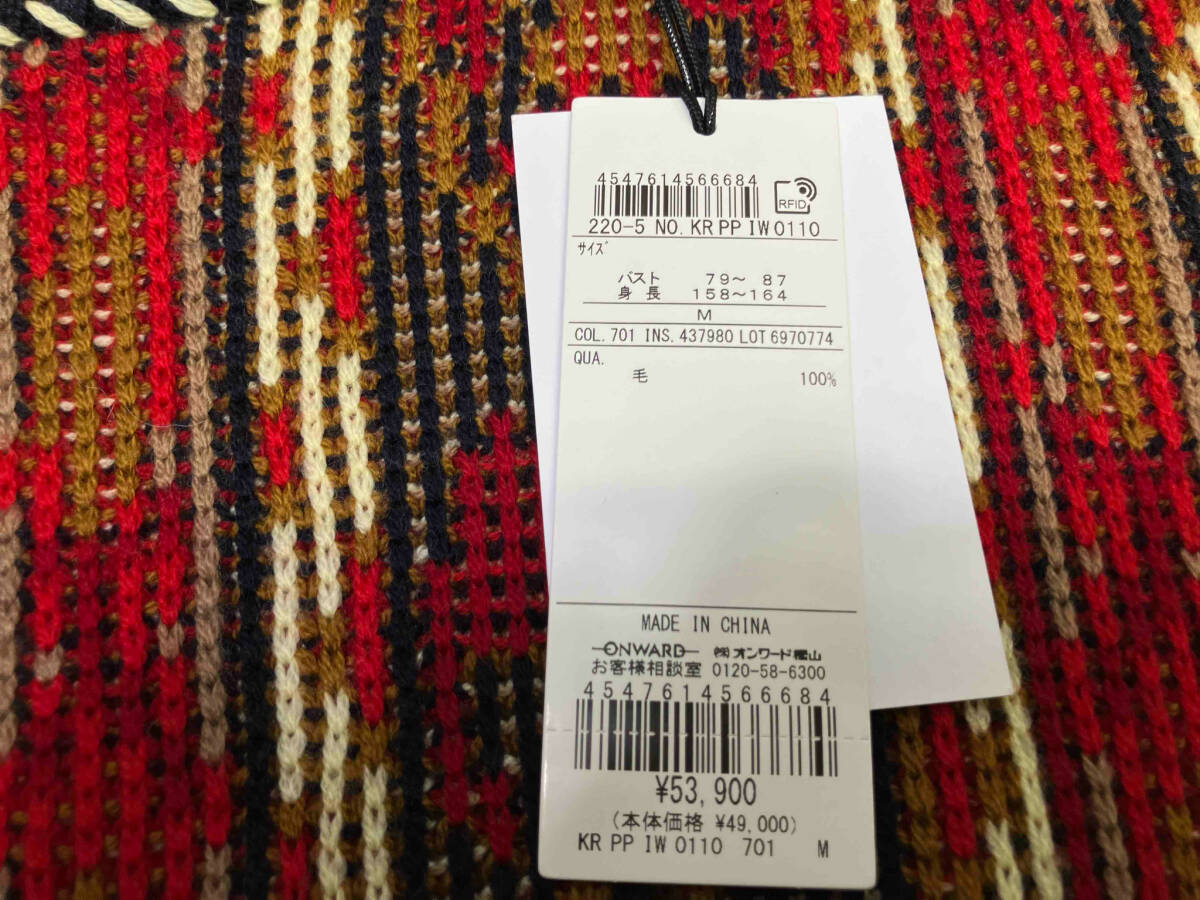 4547614566684
RFID
220-5 NO. KR PP IW 0110
サイズ
バスト 79～ 87
身長 158～164
M
COL. 701 INS. 437980 LOT 6970774
QUA.
毛 100%
MADE IN CHINA
ONWARD ㈱オンワード樫山
お客様相談室 0120-58-6300
4547614566684
¥53,900
(本体価格 ¥49,000)
KR PP IW 0110 701 M